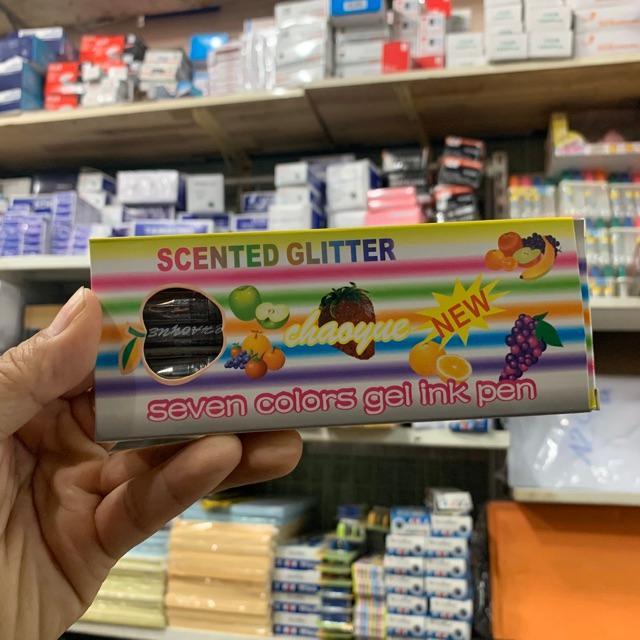 SCENTED GLITTER
chaoyue
NEW
seven colors gel ink pen